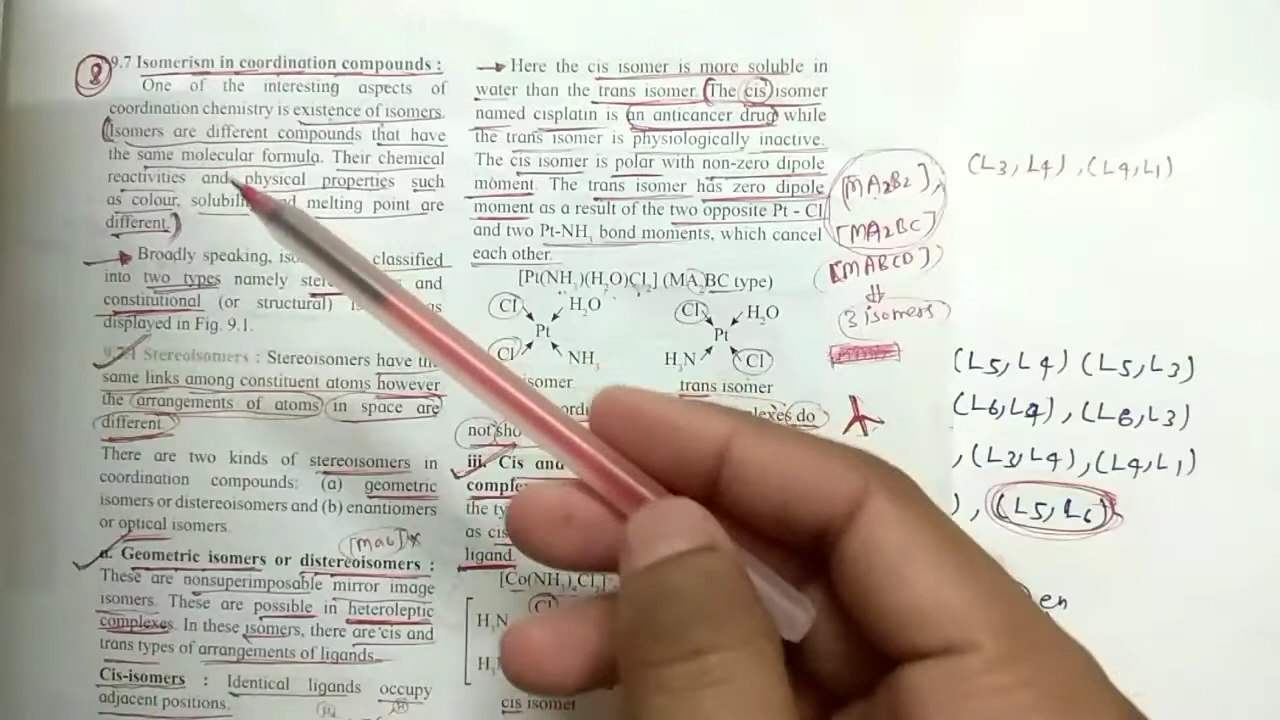 8
9.7 Isomerism in coordination compounds :
One of the interesting aspects of
coordination chemistry is existence of isomers.
Isomers are different compounds that have
the same molecular formula. Their chemical
reactivities and physical properties such
as colour, melting point are
different.
Broadly speaking, classified
into two types namely and
constitutional (or structural)
displayed in Fig. 9.1.
Stereoisomers : Stereoisomers have
same links among constituent atoms however
the arrangements of atoms in space are
different.
There are two kinds of stereoisomers in
coordination compounds: (a) geometric
isomers or distereoisomers and (b) enantiomers
or optical isomers.
[Ma6]x
a. Geometric isomers or distereoisomers :
These are nonsuperimposable mirror image
isomers. These are possible in heteroleptic
complexes. In these isomers, there are cis and
trans types of arrangements of ligands.
Cis-isomers : Identical ligands occupy
adjacent positions.
Here the cis isomer is more soluble in
water than the trans isomer. The cis isomer
named cisplatin is an anticancer drug while
the trans isomer is physiologically inactive.
The cis isomer is polar with non-zero dipole
moment. The trans isomer has zero dipole
moment as a result of the two opposite Pt - Cl
and two Pt-NH3 bond moments, which cancel
each other.
[Pt(NH3)(H2O)Cl2] (MA2BC type)
Cl H2O Cl H2O
Pt Pt
Cl NH3 H3N Cl
isomer trans isomer
do
not
iii. Cis and
the
as cis
ligand.
[Co(NH3)4Cl2]
Cl
H3N
cis isomer
[MA2B2],
[MA2BC]
[MABCD]
⇓
3 isomers
(L3, L4) , (L4, L1)
(L5, L4) (L5, L3)
(L6, L4) , (L6, L3)
, (L3, L4) , (L4, L1)
) , (L5, L6)
en